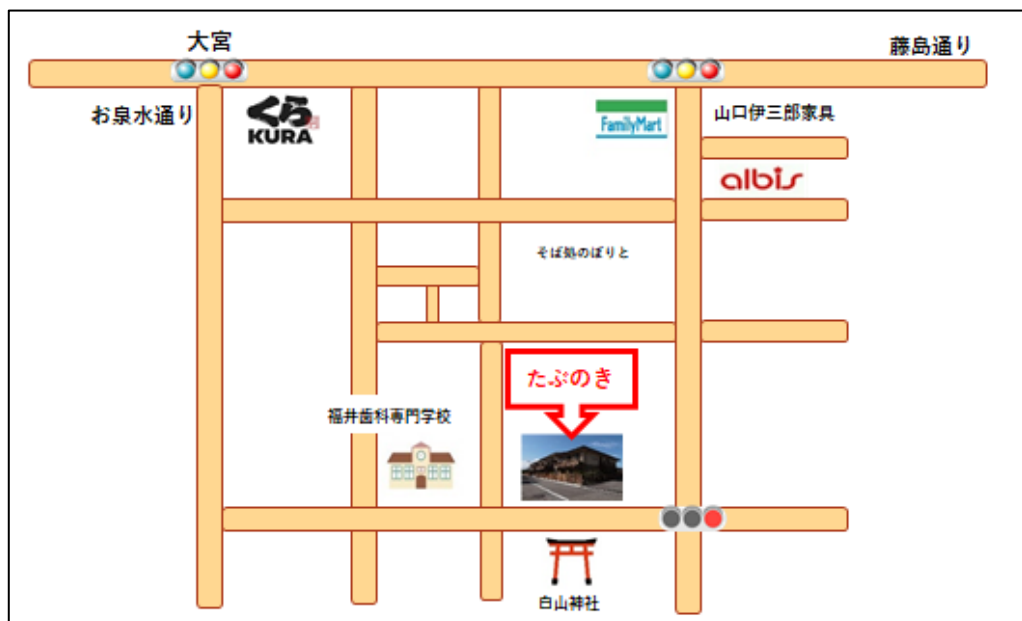 大宮
藤島通り
お泉水通り
くら
KURA
FamilyMart
山口伊三郎家具
albis
そば処のぼりと
たぶのき
福井歯科専門学校
白山神社